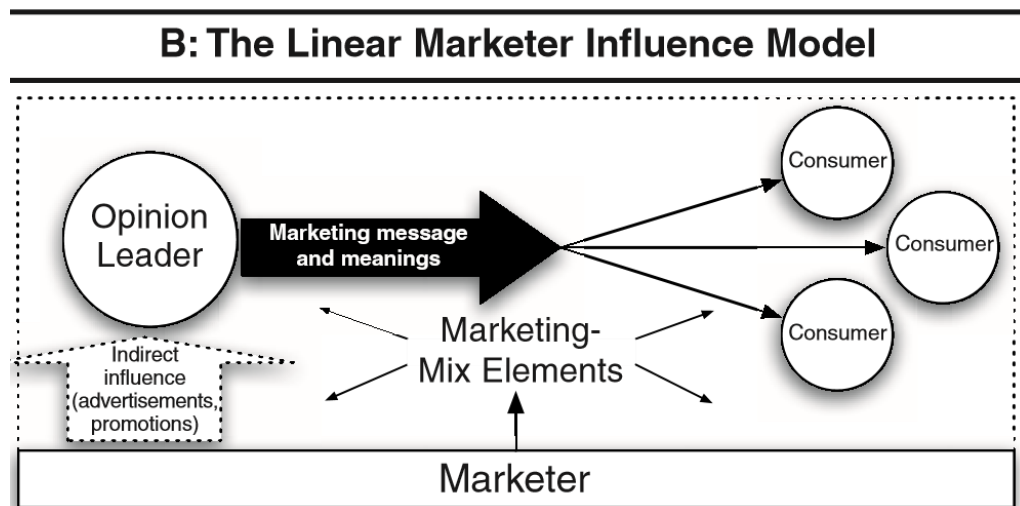 B: The Linear Marketer Influence Model
Opinion
Leader
Marketing message
and meanings
Consumer
Consumer
Consumer
Marketing-
Mix Elements
Indirect
influence
(advertisements,
promotions)
Marketer